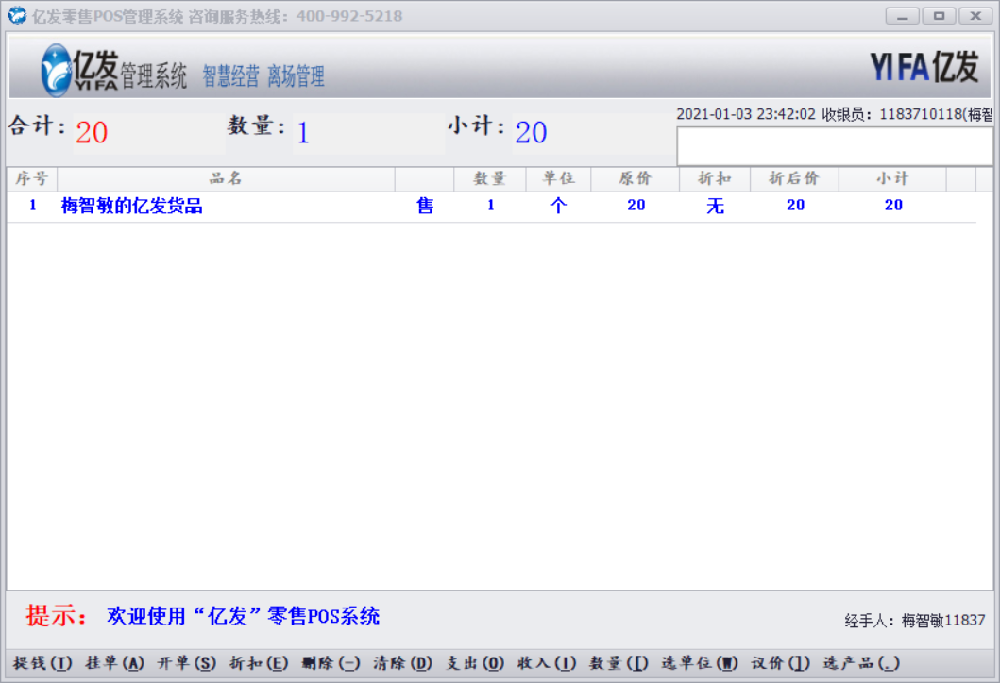 亿发零售POS管理系统 咨询服务热线：400-992-5218
亿发 YIFA 管理系统 智慧经营 离场管理 YIFA亿发
合计：20 数量：1 小计：20 2021-01-03 23:42:02 收银员：1183710118(梅智
序号 品名 数量 单位 原价 折扣 折后价 小计
1 梅智敏的亿发货品 售 1 个 20 无 20 20
提示： 欢迎使用“亿发”零售POS系统
经手人：梅智敏11837
提钱(T) 挂单(A) 开单(S) 折扣(E) 删除(-) 清除(D) 支出(O) 收入(I) 数量([) 选单位(W) 议价(]) 选产品(.)